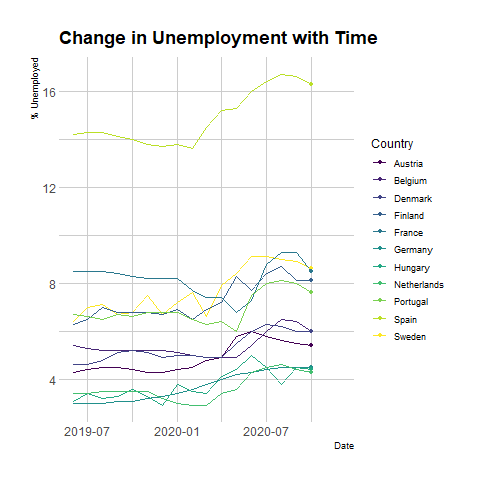 Change in Unemployment with Time
% Unemployed
16
12
8
4
2019-07
2020-01
2020-07
Date
Country
Austria
Belgium
Denmark
Finland
France
Germany
Hungary
Netherlands
Portugal
Spain
Sweden